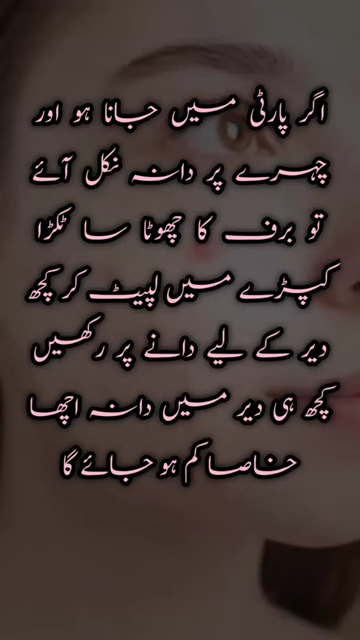 اگر پارٹی میں جانا ہو اور
چہرے پر دانہ نکل آئے
تو برف کا چھوٹا سا ٹکڑا
کپڑے میں لپیٹ کر کچھ
دیر کے لیے دانے پر رکھیں
کچھ ہی دیر میں دانہ اچھا
خاصا کم ہو جائے گا